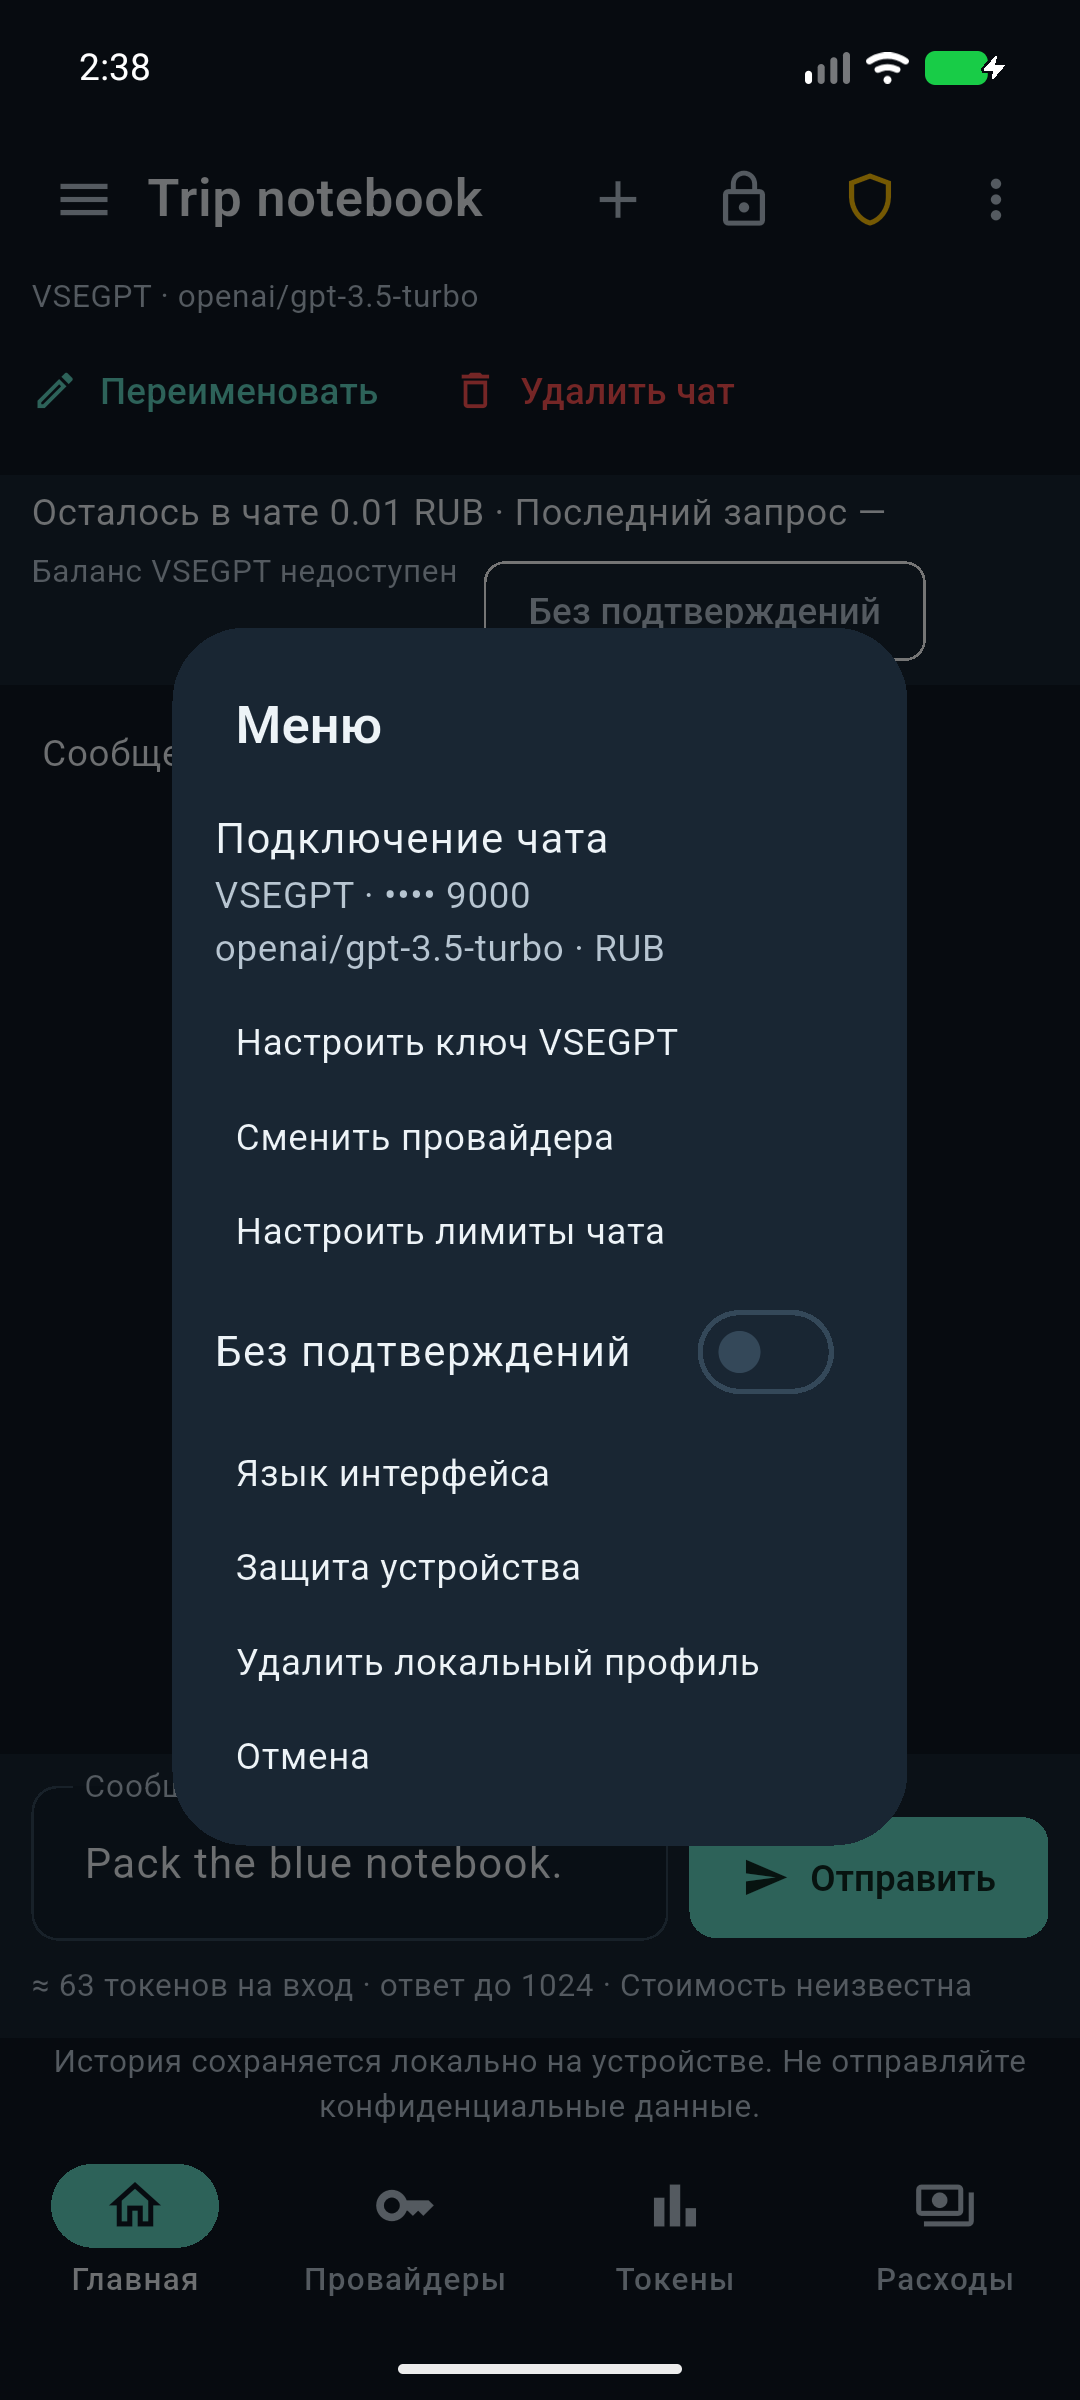 2:38
Trip notebook
VSEGPT · openai/gpt-3.5-turbo
Переименовать
Удалить чат
Осталось в чате 0.01 RUB · Последний запрос —
Баланс VSEGPT недоступен
Без подтверждений
Меню
Подключение чата
VSEGPT · •••• 9000
openai/gpt-3.5-turbo · RUB
Настроить ключ VSEGPT
Сменить провайдера
Настроить лимиты чата
Без подтверждений
Язык интерфейса
Защита устройства
Удалить локальный профиль
Отмена
Pack the blue notebook.
Отправить
≈ 63 токенов на вход · ответ до 1024 · Стоимость неизвестна
История сохраняется локально на устройстве. Не отправляйте
конфиденциальные данные.
Главная
Провайдеры
Токены
Расходы